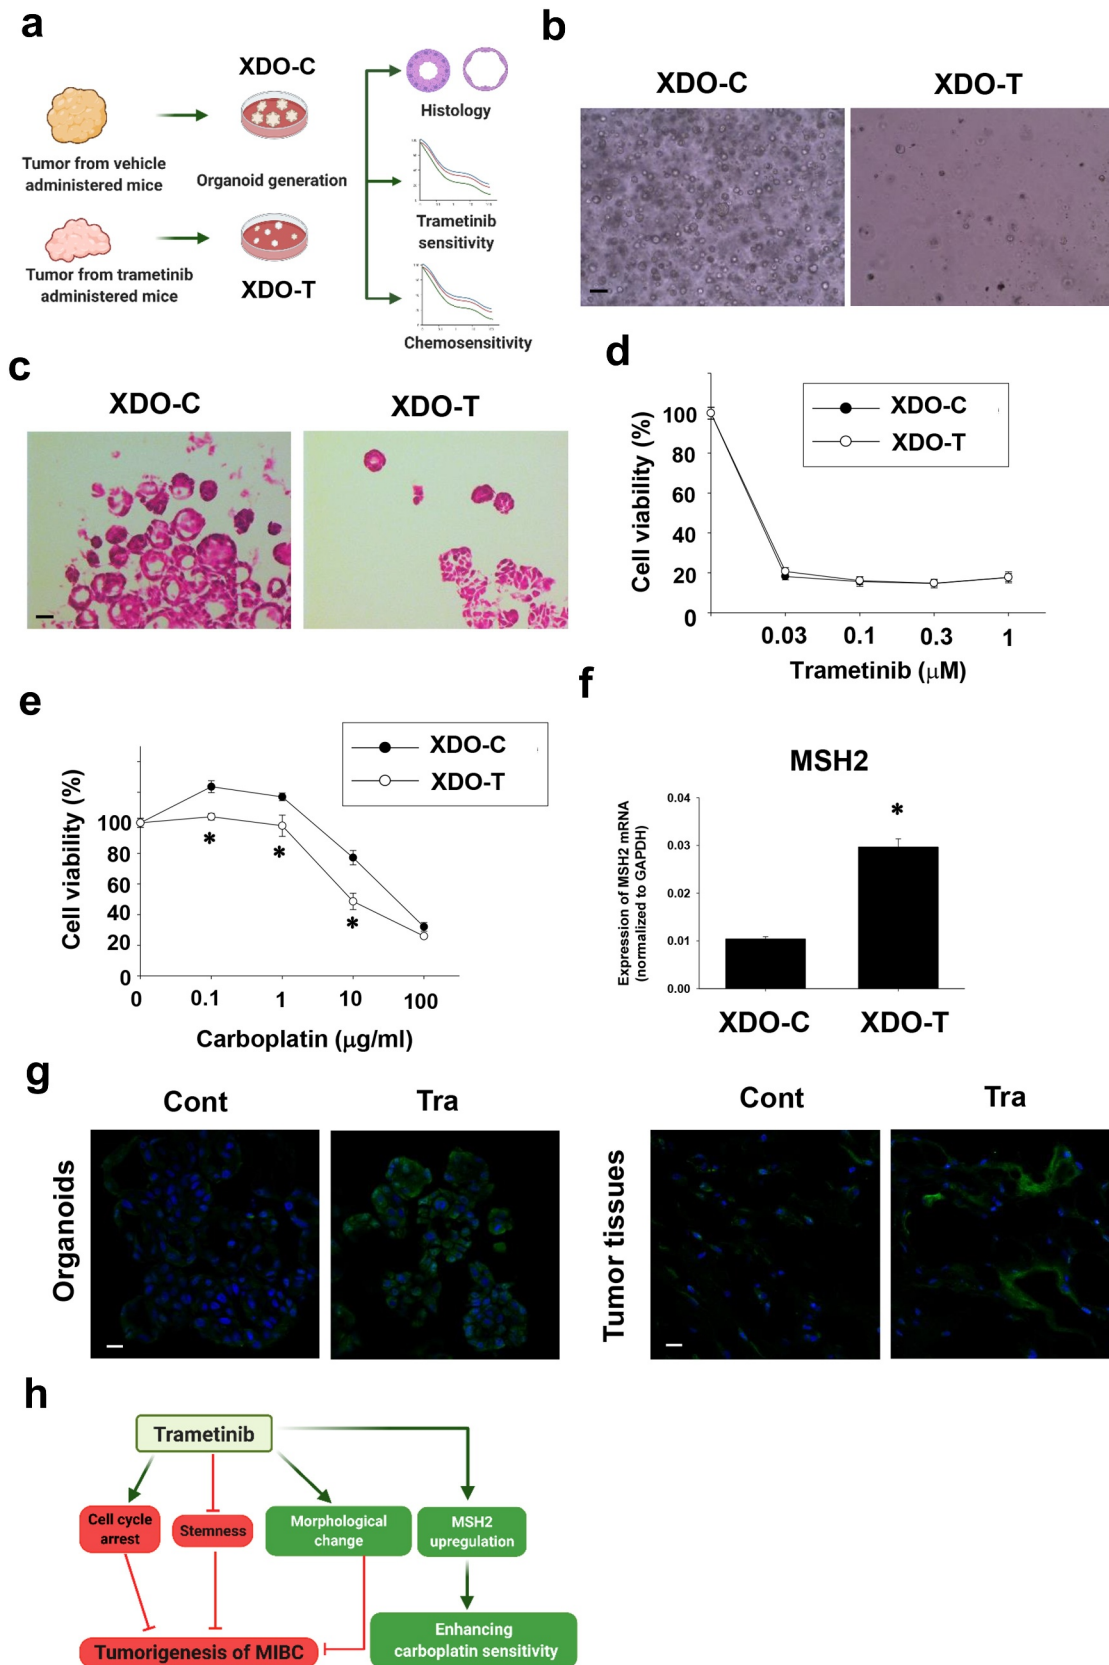 a
XDO-C
Tumor from vehicle
administered mice
Organoid generation
Tumor from trametinib
administered mice
XDO-T
Histology
Trametinib
sensitivity
Chemosensitivity
b
XDO-C
XDO-T
c
XDO-C
XDO-T
d
XDO-C
XDO-T
Cell viability (%)
100
80
60
40
20
0
0.03
0.1
0.3
1
Trametinib (μM)
e
XDO-C
XDO-T
Cell viability (%)
100
80
60
40
20
0
*
*
*
0
0.1
1
10
100
Carboplatin (μg/ml)
f
MSH2
Expression of MSH2 mRNA
(normalized to GAPDH)
0.04
0.03
0.02
0.01
0.00
*
XDO-C
XDO-T
g
Cont
Tra
Organoids
Cont
Tra
Tumor tissues
h
Trametinib
Cell cycle
arrest
Stemness
Morphological
change
MSH2
upregulation
Tumorigenesis of MIBC
Enhancing
carboplatin sensitivity